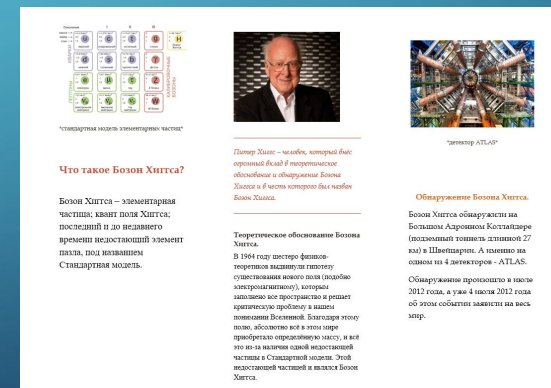 *стандартная модель элементарных частиц*
Что такое Бозон Хиггса?
Бозон Хиггса – элементарная
частица; квант поля Хиггса;
последний и до недавнего
времени недостающий элемент
пазла, под названием
Стандартная модель.
Питер Хиггс – человек, который внёс
огромный вклад в теоретическое
обоснование и обнаружение Бозона
Хиггса и в честь которого был назван
Бозон Хиггса.
Теоретическое обоснование Бозона
Хиггса.
В 1964 году шестеро физиков-
теоретиков выдвинули гипотезу
существования нового поля (подобно
электромагнитному), которым
заполнено все пространство и решает
критическую проблему в нашем
понимании Вселенной. Благодаря этому
полю, абсолютно всё в этом мире
приобретало определённую массу, и всё
это из-за наличия одной недостающей
частицы в Стандартной модели. Этой
недостающей частицей и являлся Бозон
Хиггса.
*детектор ATLAS*
Обнаружение Бозона Хиггса.
Бозон Хиггса обнаружили на
Большом Адронном Коллайдере
(подземный тоннель длинной 27
км) в Швейцарии. А именно на
одном из 4 детекторов - ATLAS.
Обнаружение произошло в июле
2012 года, а уже 4 июля 2012 года
об этом событии заявили на весь
мир.